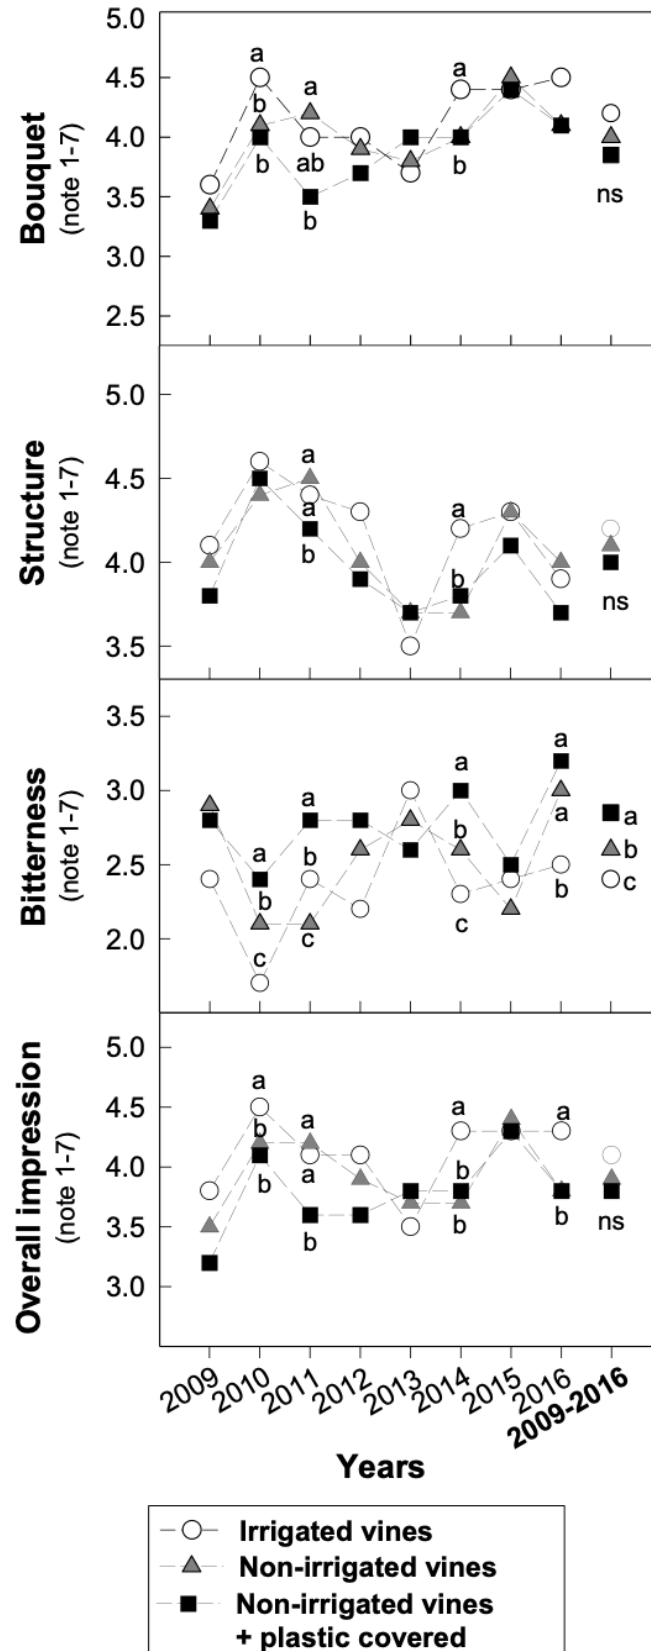 Bouquet
(note 1-7)
5.0
4.5
4.0
3.5
3.0
2.5
a
b
b
a
ab
b
a
b
ns
Structure
(note 1-7)
5.0
4.5
4.0
3.5
a
a
b
a
b
ns
Bitterness
(note 1-7)
3.5
3.0
2.5
2.0
a
b
c
a
b
c
a
b
c
a
a
b
a
b
c
Overall impression
(note 1-7)
5.0
4.5
4.0
3.5
3.0
a
b
b
a
a
b
a
b
b
a
b
ns
2009
2010
2011
2012
2013
2014
2015
2016
2009-2016
Years
Irrigated vines
Non-irrigated vines
Non-irrigated vines
+ plastic covered